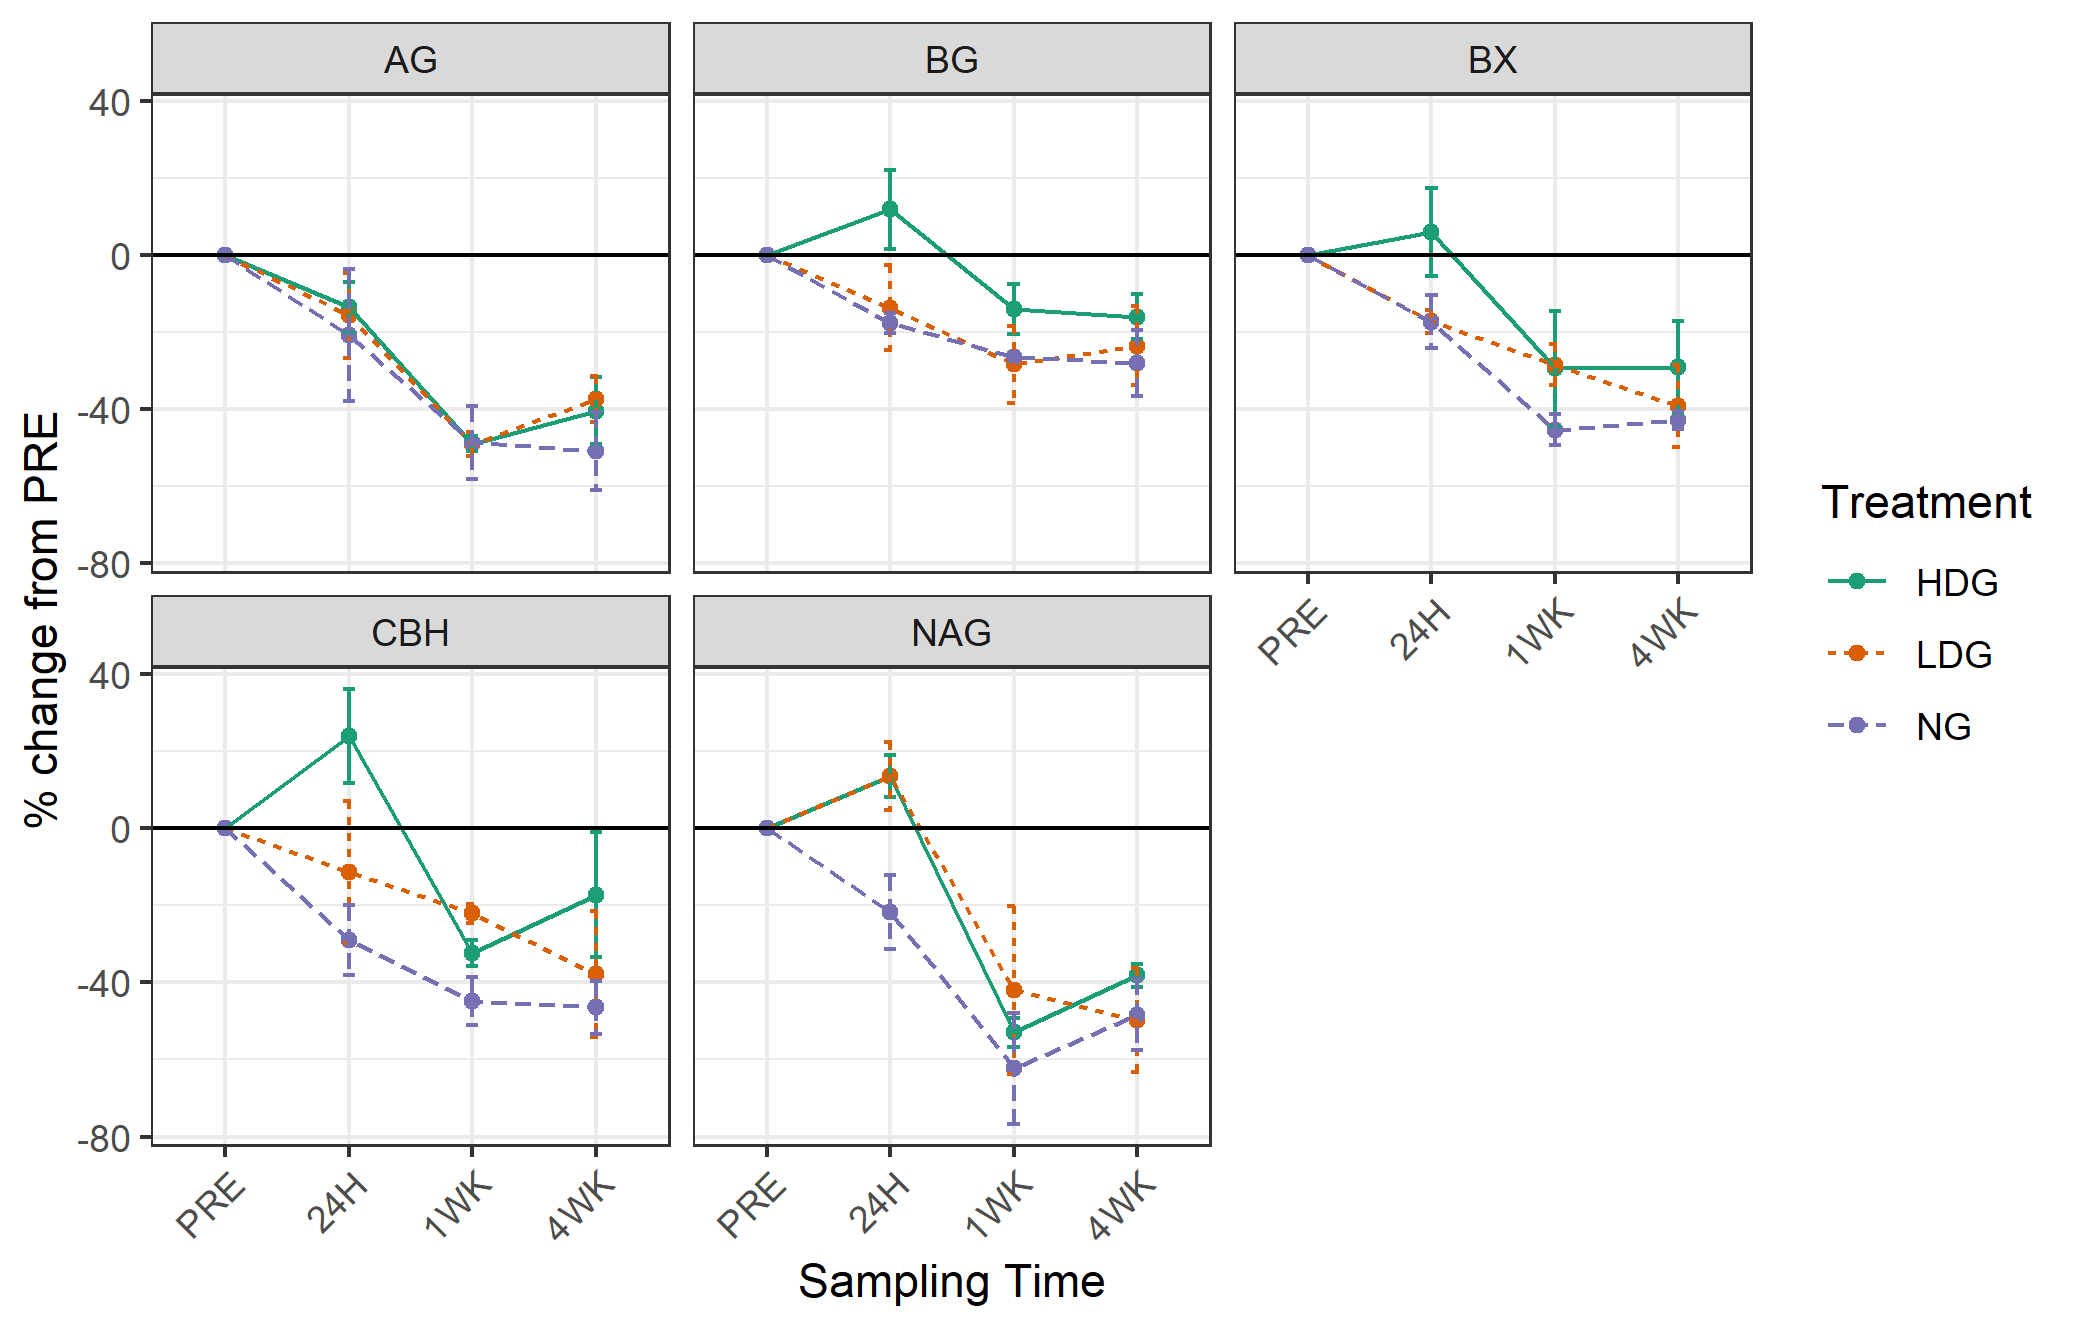 AG
BG
BX
40
0
-40
-80
PRE
24H
1WK
4WK
CBH
NAG
40
0
-40
-80
PRE
24H
1WK
4WK
PRE
24H
1WK
4WK
% change from PRE
Sampling Time
Treatment
HDG
LDG
NG